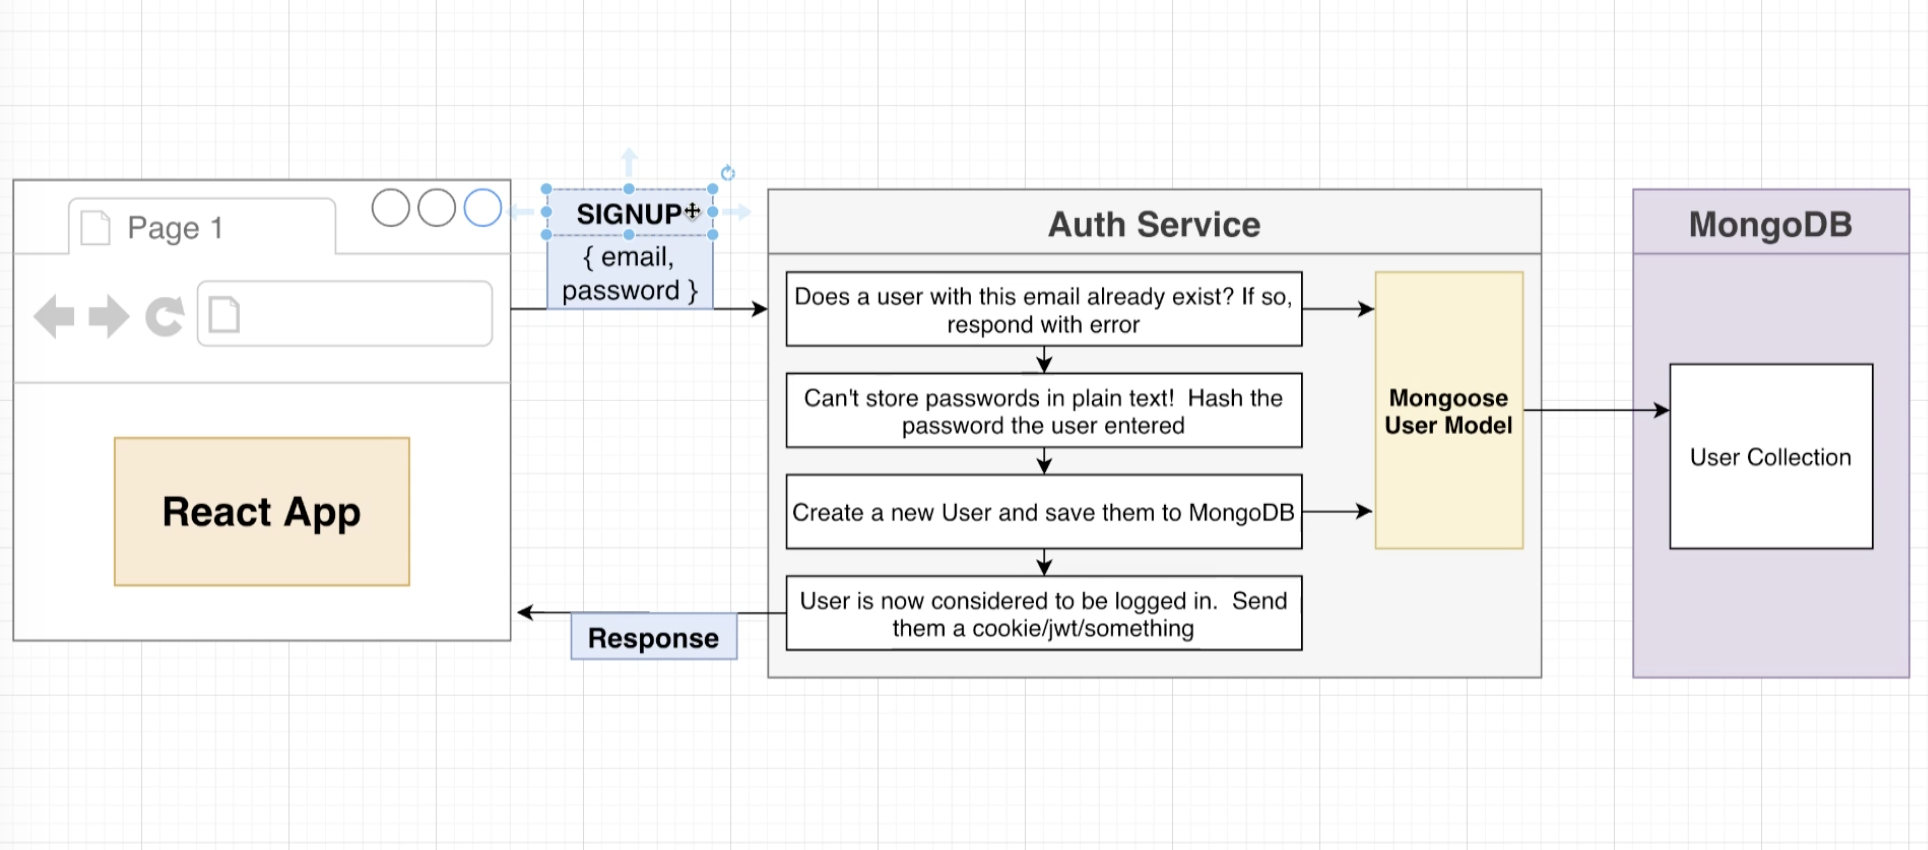 Page 1
React App
SIGNUP
{ email,
password }
Response
Auth Service
Does a user with this email already exist? If so,
respond with error
Can't store passwords in plain text!  Hash the
password the user entered
Create a new User and save them to MongoDB
User is now considered to be logged in.  Send
them a cookie/jwt/something
Mongoose
User Model
MongoDB
User Collection